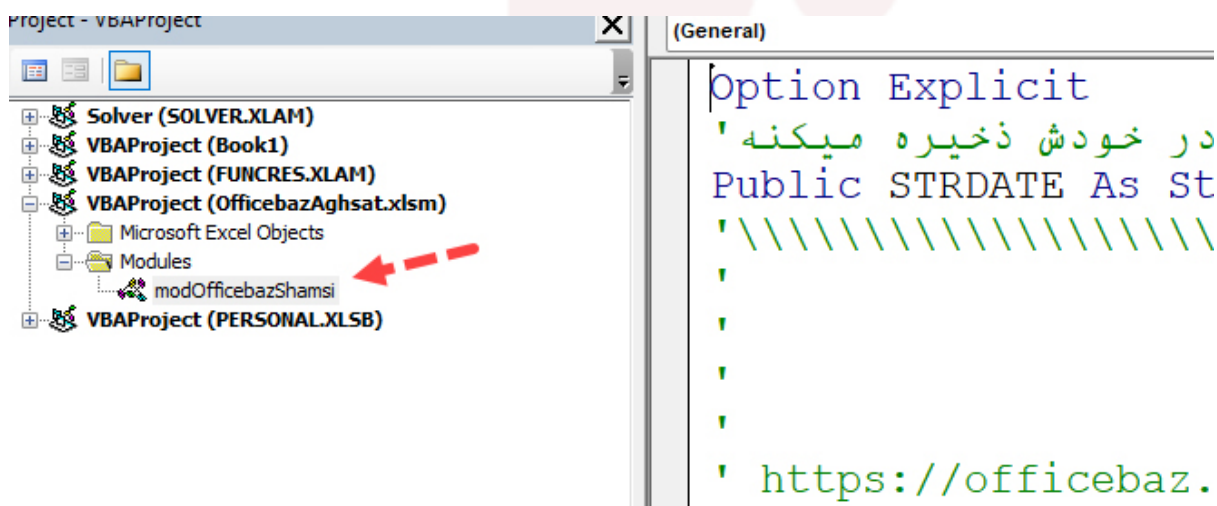 Project - VBAProject
Solver (SOLVER.XLAM)
VBAProject (Book1)
VBAProject (FUNCRES.XLAM)
VBAProject (OfficebazAghsat.xlsm)
Microsoft Excel Objects
Modules
modOfficebazShamsi
VBAProject (PERSONAL.XLSB)
(General)
Option Explicit
'در خودش ذخیره میکنه
Public STRDATE As St
'\\\\\\\\\\\\\\\\\\\
'
'
'
'
' https://officebaz.